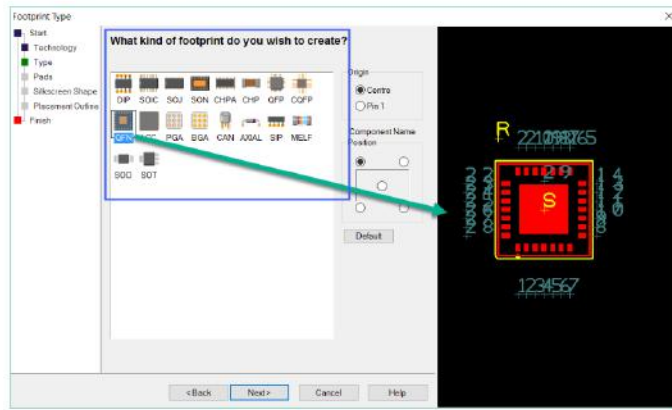 Footprint Type
Start
Technology
Type
Pads
Silkscreen Shape
Placement Outline
Finish
What kind of footprint do you wish to create?
DIP SOIC SOJ SON CHPA CHP QFP CQFP
QFN LCC PGA BGA CAN AXIAL SIP MELF
SOD SOT
Origin
Centre
Pin 1
Component Name
Position
Default
<Back Next> Cancel Help
R
S
29
1234567